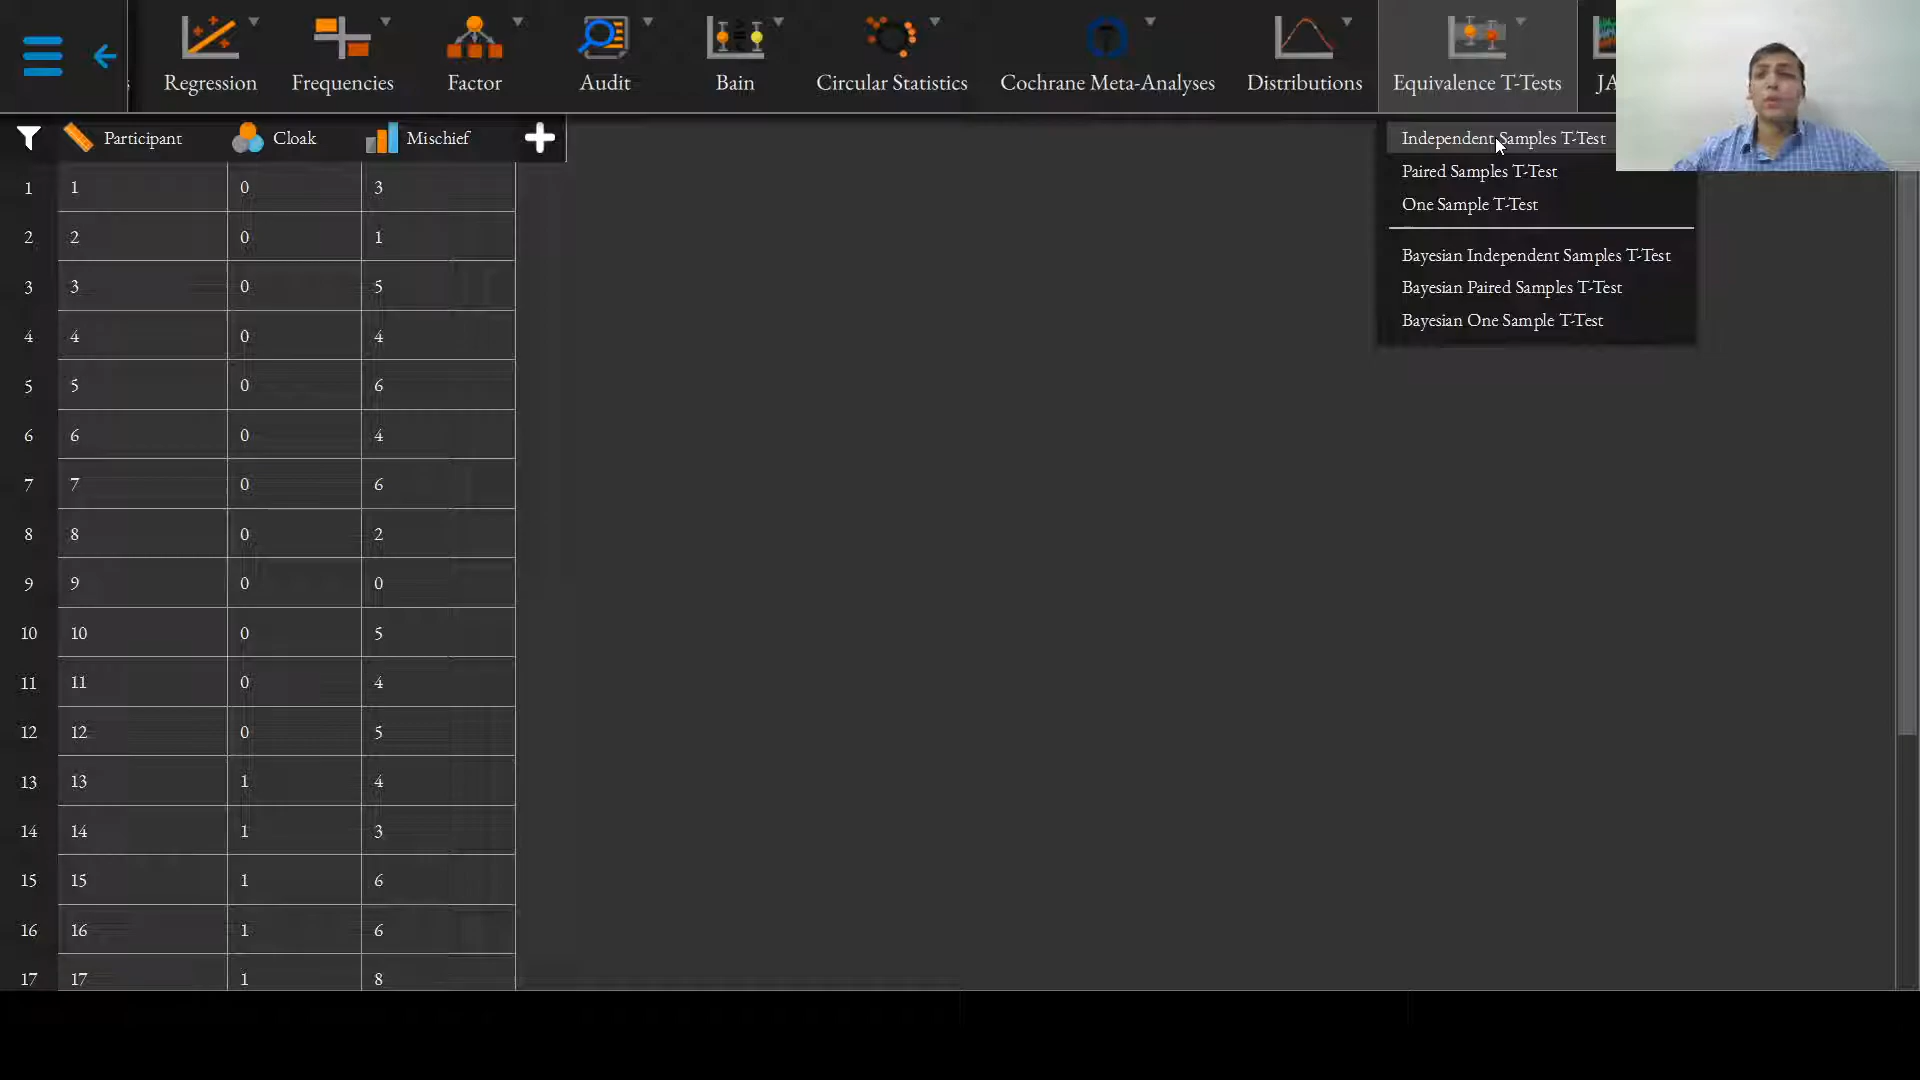 Regression Frequencies Factor Audit Bain Circular Statistics Cochrane Meta-Analyses Distributions Equivalence T-Tests JA
Participant Cloak Mischief
Independent Samples T-Test
Paired Samples T-Test
One Sample T-Test
Bayesian Independent Samples T-Test
Bayesian Paired Samples T-Test
Bayesian One Sample T-Test
1 1 0 3
2 2 0 1
3 3 0 5
4 4 0 4
5 5 0 6
6 6 0 4
7 7 0 6
8 8 0 2
9 9 0 0
10 10 0 5
11 11 0 4
12 12 0 5
13 13 1 4
14 14 1 3
15 15 1 6
16 16 1 6
17 17 1 8